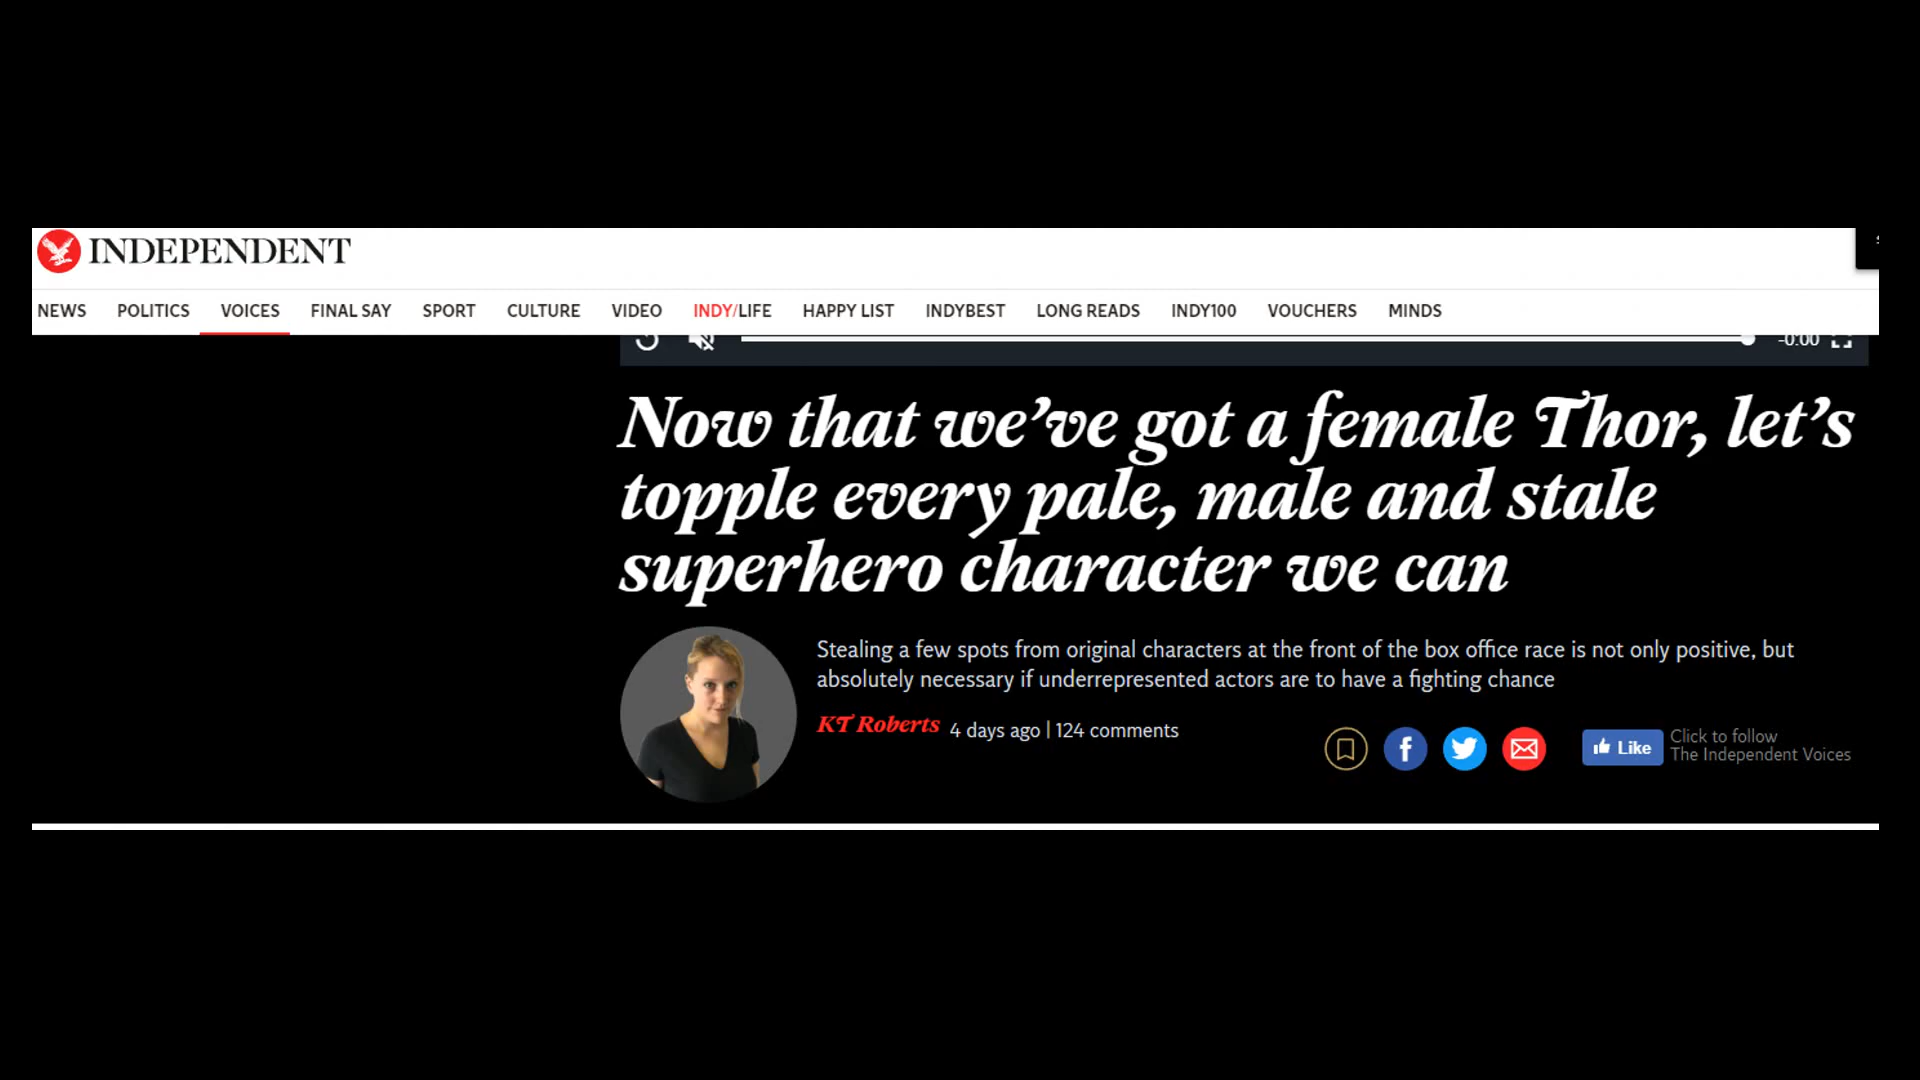 INDEPENDENT
NEWS POLITICS VOICES FINAL SAY SPORT CULTURE VIDEO INDY/LIFE HAPPY LIST INDYBEST LONG READS INDY100 VOUCHERS MINDS
-0:00
Now that we've got a female Thor, let's
topple every pale, male and stale
superhero character we can
Stealing a few spots from original characters at the front of the box office race is not only positive, but
absolutely necessary if underrepresented actors are to have a fighting chance
KT Roberts 4 days ago | 124 comments
Like
Click to follow
The Independent Voices